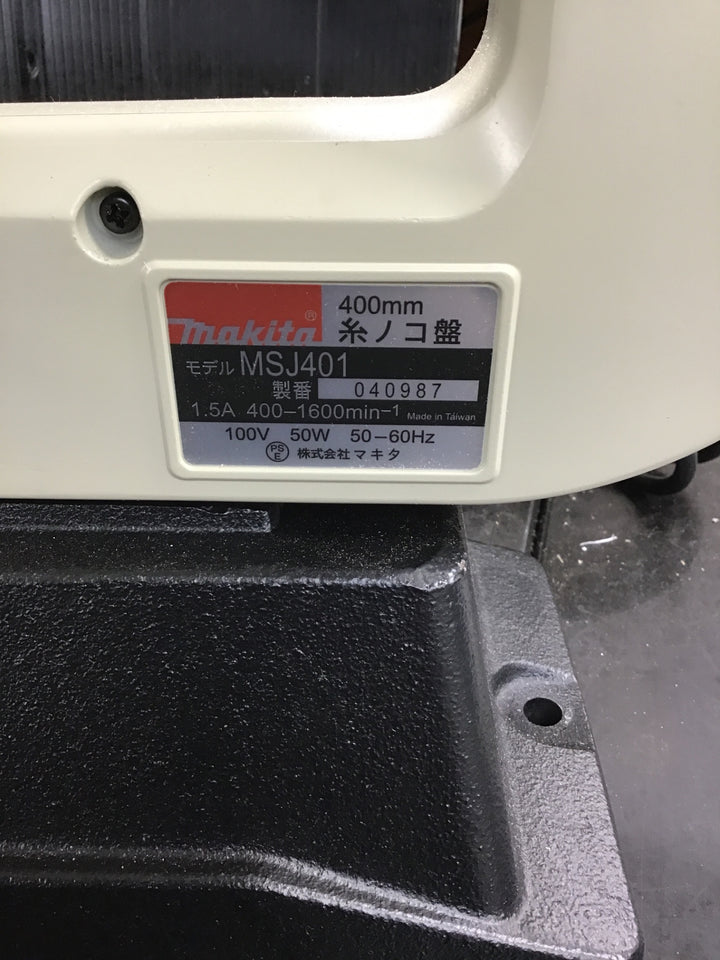 makita®
400mm
糸ノコ盤
モデル MSJ401
製番 040987
1.5A 400-1600min-1 Made in Taiwan
100V 50W 50-60Hz
PSE 株式会社 マキタ